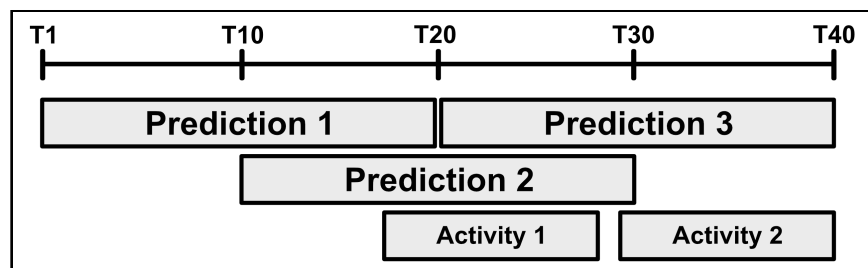 T1 T10 T20 T30 T40
Prediction 1 Prediction 3
Prediction 2
Activity 1 Activity 2